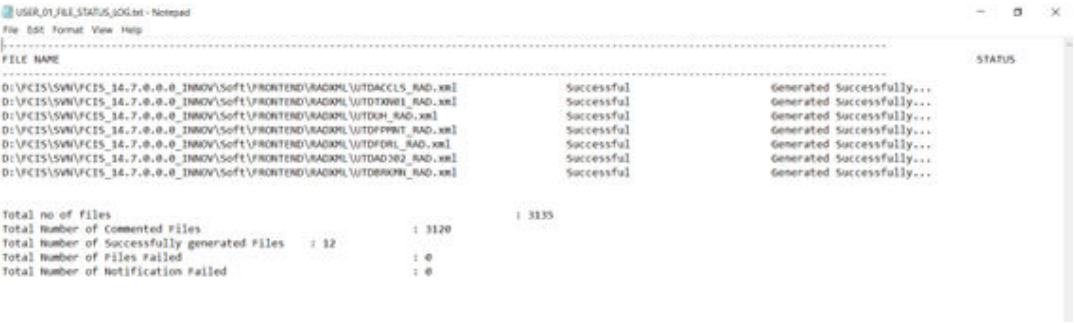 USER_01_FILE_STATUS_LOG.txt - Notepad
File Edit Format View Help
FILE NAME STATUS
D:\FCIS\SVN\FCIS_14.7.0.0.0_INNOV\Soft\FRONTEND\RADXML\UTDACCLS_RAD.xml Successful Generated Successfully...
D:\FCIS\SVN\FCIS_14.7.0.0.0_INNOV\Soft\FRONTEND\RADXML\UTDTXN01_RAD.xml Successful Generated Successfully...
D:\FCIS\SVN\FCIS_14.7.0.0.0_INNOV\Soft\FRONTEND\RADXML\UTDUH_RAD.xml Successful Generated Successfully...
D:\FCIS\SVN\FCIS_14.7.0.0.0_INNOV\Soft\FRONTEND\RADXML\UTDFPMNT_RAD.xml Successful Generated Successfully...
D:\FCIS\SVN\FCIS_14.7.0.0.0_INNOV\Soft\FRONTEND\RADXML\UTDFDRL_RAD.xml Successful Generated Successfully...
D:\FCIS\SVN\FCIS_14.7.0.0.0_INNOV\Soft\FRONTEND\RADXML\UTDADJ02_RAD.xml Successful Generated Successfully...
D:\FCIS\SVN\FCIS_14.7.0.0.0_INNOV\Soft\FRONTEND\RADXML\UTDBRKMN_RAD.xml Successful Generated Successfully...
Total no of files : 3135
Total Number of Commented Files : 3120
Total Number of Successfully generated Files : 12
Total Number of Files Failed : 0
Total Number of Notification Failed : 0